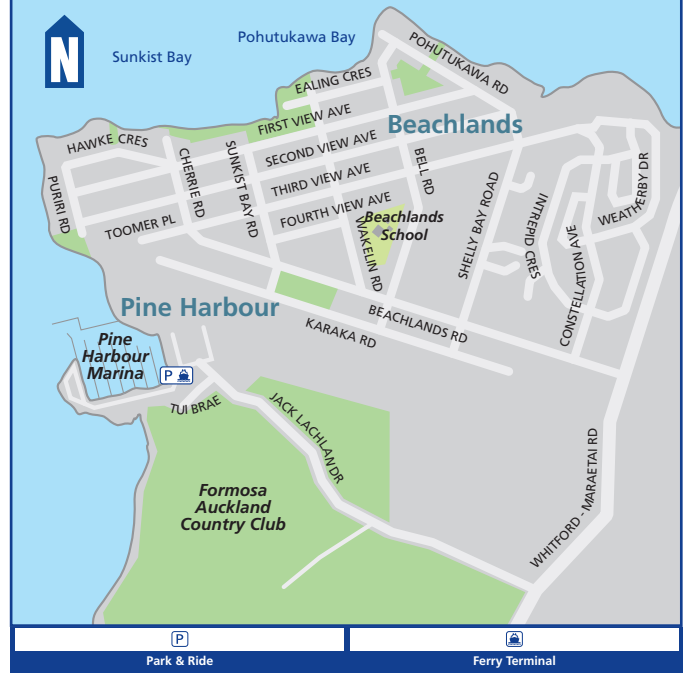 N
Sunkist Bay
Pohutukawa Bay
POHUTUKAWA RD
EALING CRES
FIRST VIEW AVE
Beachlands
HAWKE CRES
SECOND VIEW AVE
CHERRIE RD
SUNKIST BAY RD
THIRD VIEW AVE
BELL RD
PURIRI RD
TOOMER PL
FOURTH VIEW AVE
Beachlands
School
WAKELIN RD
SHELLY BAY ROAD
INTREPID CRES
CONSTELLATION AVE
WEATHERBY DR
Pine Harbour
BEACHLANDS RD
KARAKA RD
Pine
Harbour
Marina
P
TUI BRAE
JACK LACHLAN DR
Formosa
Auckland
Country Club
WHITFORD - MARAETAI RD
P
Park & Ride
Ferry Terminal